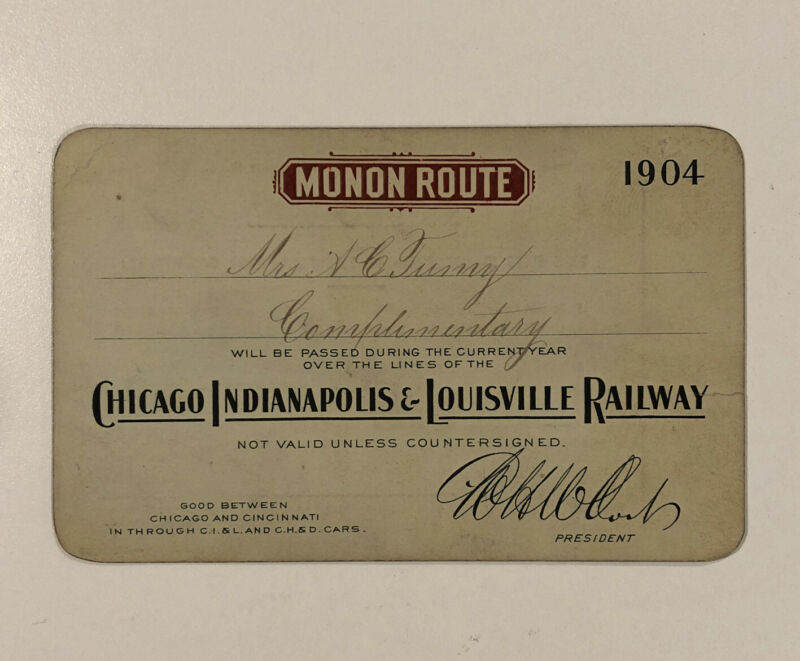 MONON ROUTE
1904
Mrs. A C Tumy
Complimentary
WILL BE PASSED DURING THE CURRENT YEAR
OVER THE LINES OF THE
CHICAGO INDIANAPOLIS & LOUISVILLE RAILWAY
NOT VALID UNLESS COUNTERSIGNED.
GOOD BETWEEN
CHICAGO AND CINCINNATI
IN THROUGH C.I.& L. AND C.H.& D. CARS.
PRESIDENT